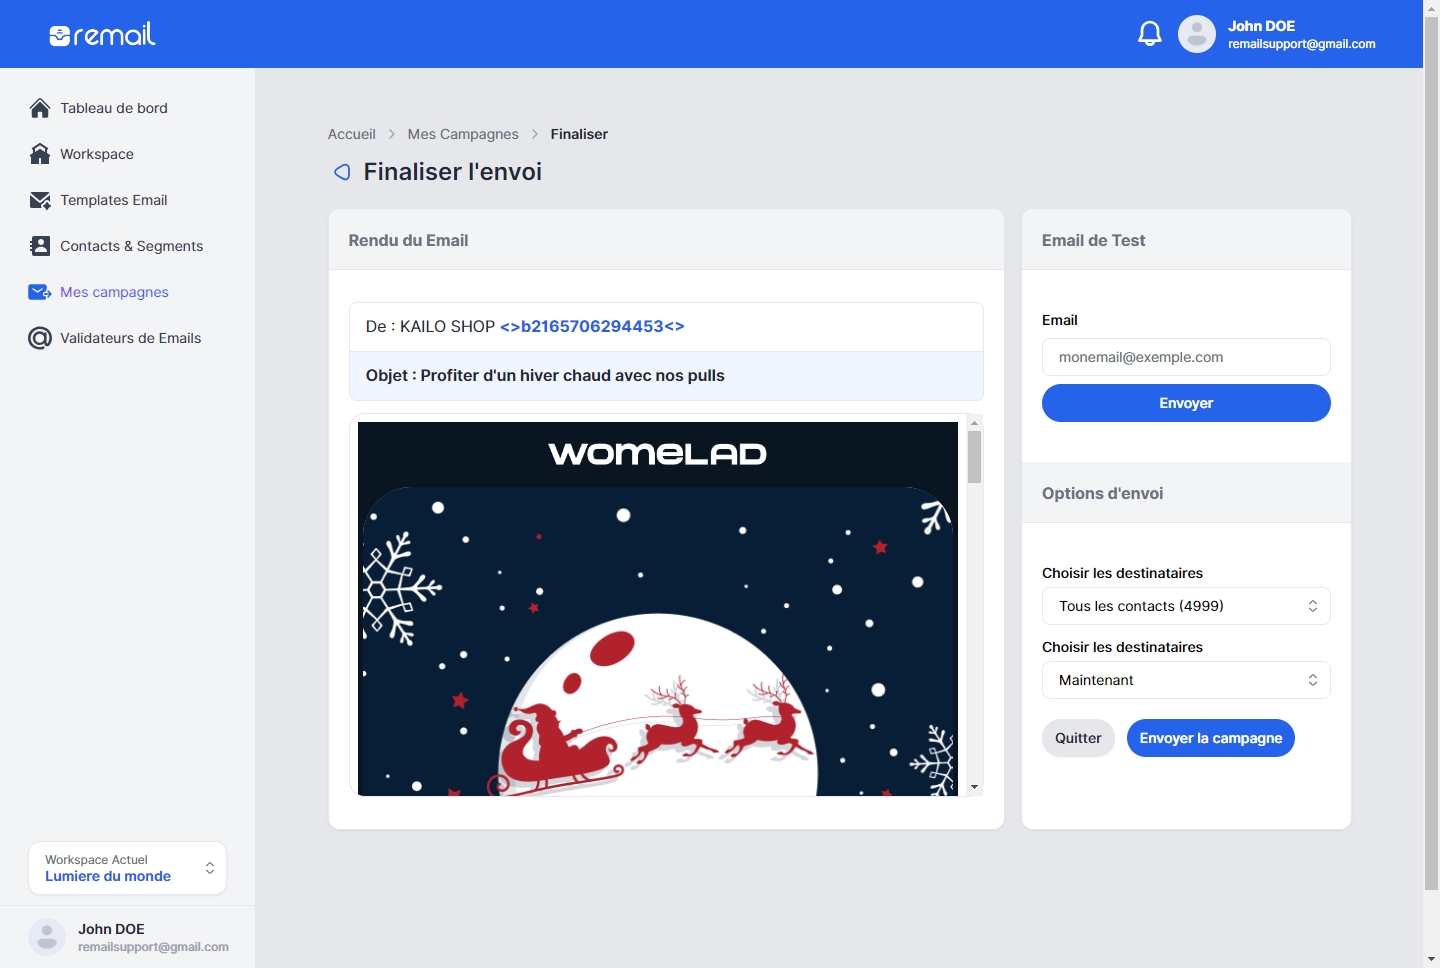 remail
John DOE
remailsupport@gmail.com
Tableau de bord
Workspace
Templates Email
Contacts & Segments
Mes campagnes
Validateurs de Emails
Workspace Actuel
Lumiere du monde
John DOE
remailsupport@gmail.com
Accueil > Mes Campagnes > Finaliser
Finaliser l'envoi
Rendu du Email
De : KAILO SHOP <>b2165706294453<>
Objet : Profiter d'un hiver chaud avec nos pulls
WOMELAD
Email de Test
Email
monemail@exemple.com
Envoyer
Options d'envoi
Choisir les destinataires
Tous les contacts (4999)
Choisir les destinataires
Maintenant
Quitter
Envoyer la campagne